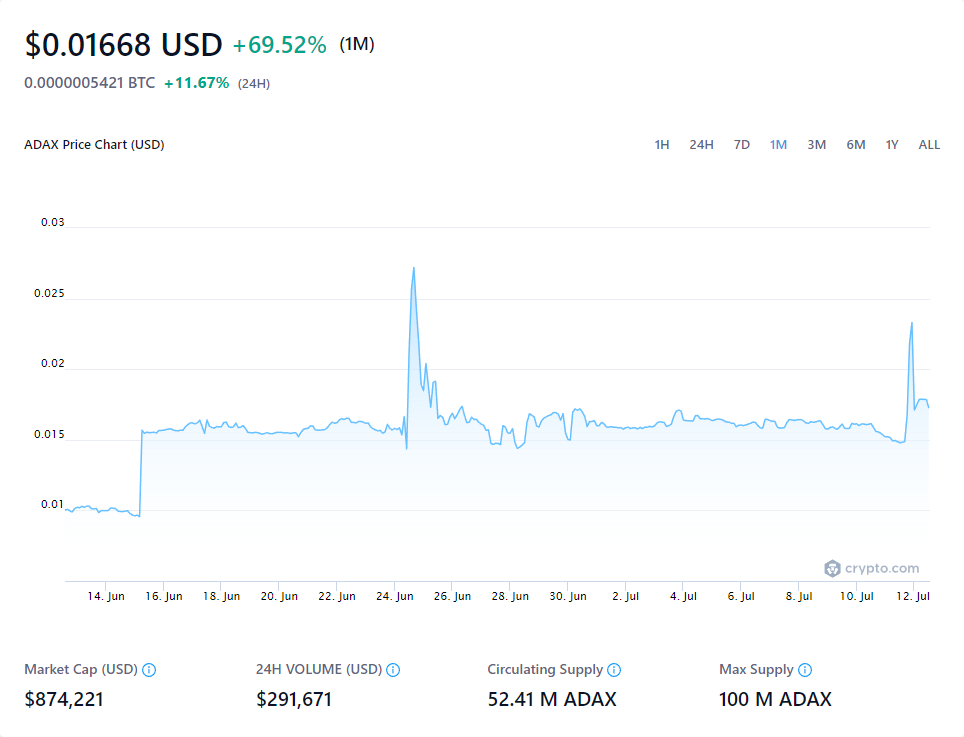 $0.01668 USD +69.52% (1M)
0.0000005421 BTC +11.67% (24H)
ADAX Price Chart (USD) 1H 24H 7D 1M 3M 6M 1Y ALL
0.03
0.025
0.02
0.015
0.01
crypto.com
14. Jun 16. Jun 18. Jun 20. Jun 22. Jun 24. Jun 26. Jun 28. Jun 30. Jun 2. Jul 4. Jul 6. Jul 8. Jul 10. Jul 12. Jul
Market Cap (USD) 24H VOLUME (USD) Circulating Supply Max Supply
$874,221 $291,671 52.41 M ADAX 100 M ADAX